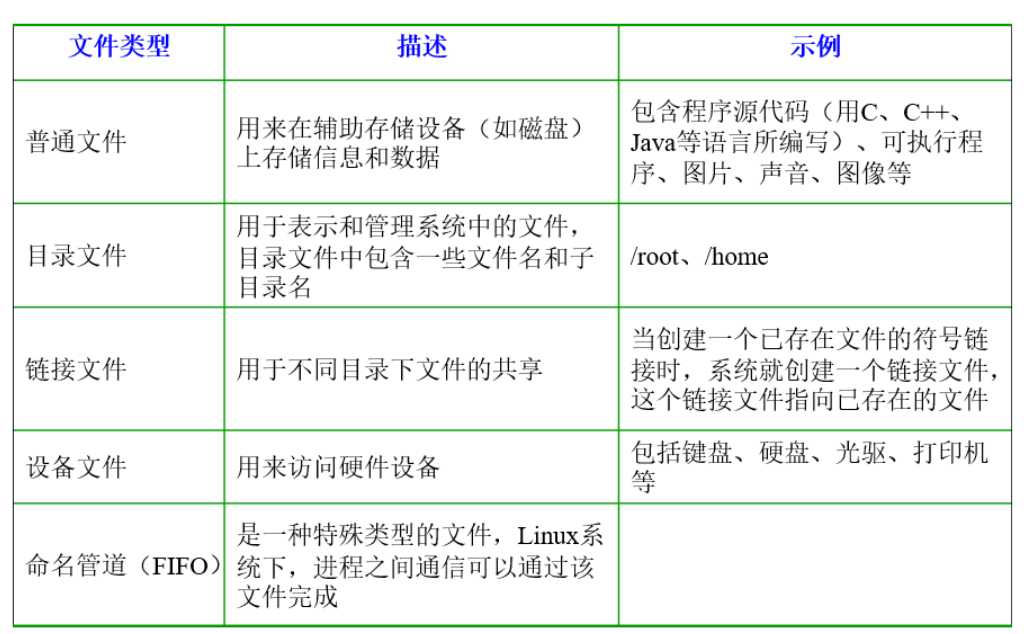 文件类型 描述 示例
普通文件
用来在辅助存储设备（如磁盘）
上存储信息和数据
包含程序源代码（用C、C++、
Java等语言所编写）、可执行程
序、图片、声音、图像等
目录文件
用于表示和管理系统中的文件，
目录文件中包含一些文件名和子
目录名
/root、/home
链接文件
用于不同目录下文件的共享
当创建一个已存在文件的符号链
接时，系统就创建一个链接文件，
这个链接文件指向已存在的文件
设备文件
用来访问硬件设备
包括键盘、硬盘、光驱、打印机
等
命名管道（FIFO）
是一种特殊类型的文件，Linux系
统下，进程之间通信可以通过该
文件完成